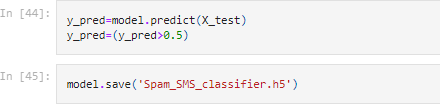 In [44]:
y_pred=model.predict(X_test)
y_pred=(y_pred>0.5)
In [45]:
model.save('Spam_SMS_classifier.h5')